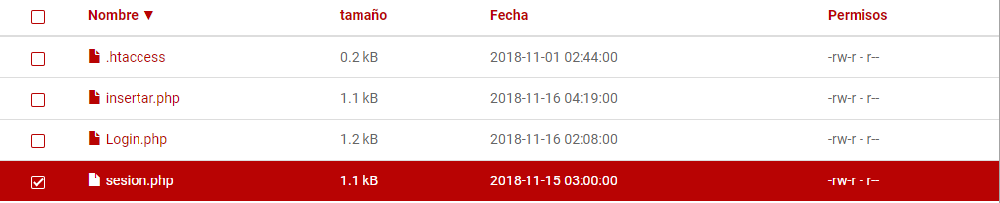 Nombre ▼ tamaño Fecha Permisos
.htaccess 0.2 kB 2018-11-01 02:44:00 -rw-r - r--
insertar.php 1.1 kB 2018-11-16 04:19:00 -rw-r - r--
Login.php 1.2 kB 2018-11-16 02:08:00 -rw-r - r--
sesion.php 1.1 kB 2018-11-15 03:00:00 -rw-r - r--